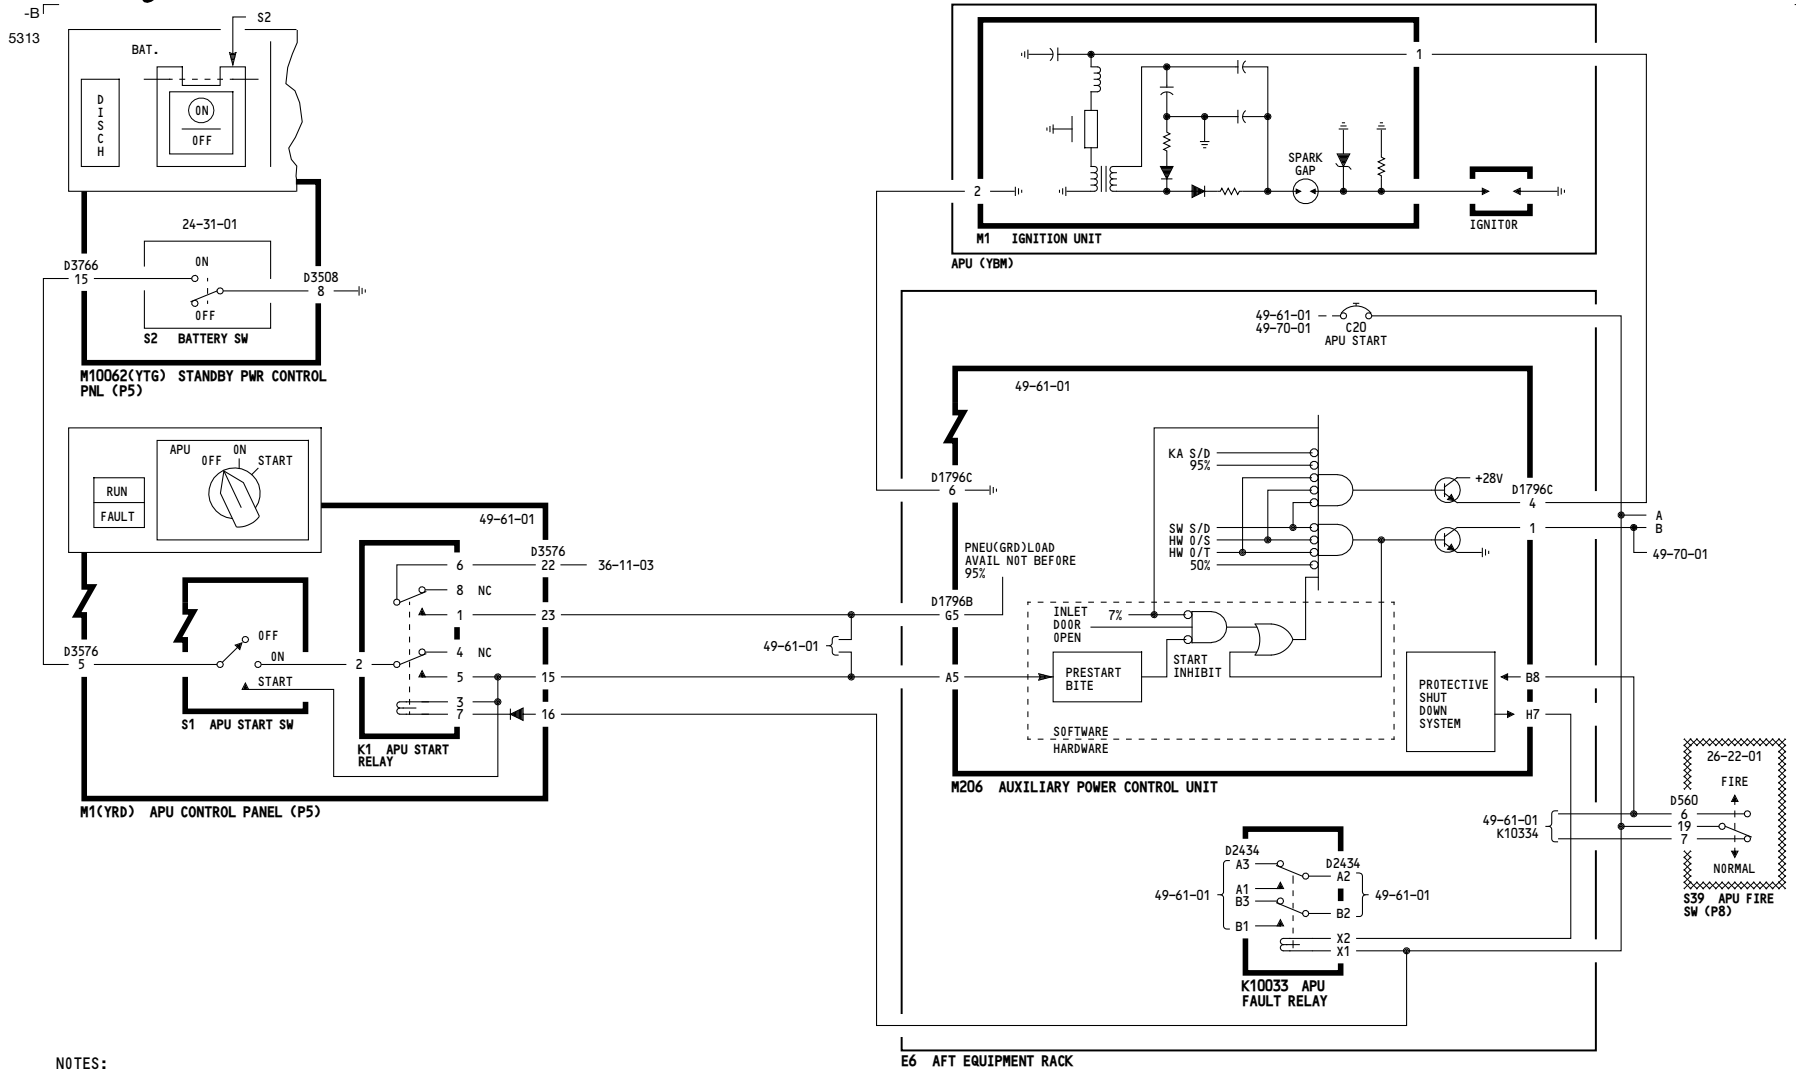 -B
5313
S2
BAT.
DISCH
ON
OFF
24-31-01
D3766
15
ON
OFF
D3508
8
S2 BATTERY SW
M10062(YTG) STANDBY PWR CONTROL
PNL (P5)
APU
OFF
ON
START
RUN
FAULT
49-61-01
D3576
6
22
36-11-03
8 NC
1
23
D3576
5
OFF
ON
START
2
4 NC
5
15
3
7
16
S1 APU START SW
K1 APU START
RELAY
M1(YRD) APU CONTROL PANEL (P5)
49-61-01
1
2
SPARK
GAP
IGNITOR
M1 IGNITION UNIT
APU (YBM)
49-61-01
49-70-01
C20
APU START
49-61-01
D1796C
6
KA S/D
95%
SW S/D
HW O/S
HW O/T
50%
+28V
D1796C
4
1
A
B
49-70-01
PNEU(GRD)LOAD
AVAIL NOT BEFORE
95%
D1796B
G5
A5
INLET
DOOR
OPEN
7%
START
INHIBIT
PRESTART
BITE
SOFTWARE
HARDWARE
PROTECTIVE
SHUT
DOWN
SYSTEM
B8
H7
M206 AUXILIARY POWER CONTROL UNIT
26-22-01
FIRE
D560
6
19
7
NORMAL
49-61-01
K10334
S39 APU FIRE
SW (P8)
D2434
A3
A1
B3
B1
49-61-01
D2434
A2
B2
49-61-01
X2
X1
K10033 APU
FAULT RELAY
E6 AFT EQUIPMENT RACK
NOTES: